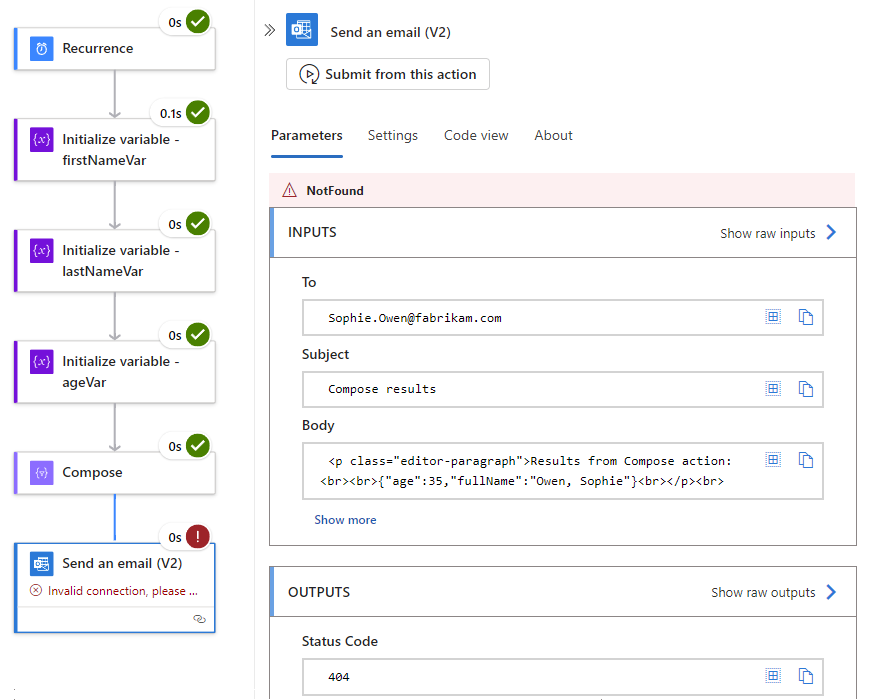 0s
Recurrence
0.1s
Initialize variable -
firstNameVar
0s
Initialize variable -
lastNameVar
0s
Initialize variable -
ageVar
0s
Compose
0s
Send an email (V2)
Invalid connection, please ...
Send an email (V2)
Submit from this action
Parameters Settings Code view About
NotFound
INPUTS Show raw inputs
To
Sophie.Owen@fabrikam.com
Subject
Compose results
Body
<p class="editor-paragraph">Results from Compose action:
<br><br>{"age":35,"fullName":"Owen, Sophie"}<br></p><br>
Show more
OUTPUTS Show raw outputs
Status Code
404